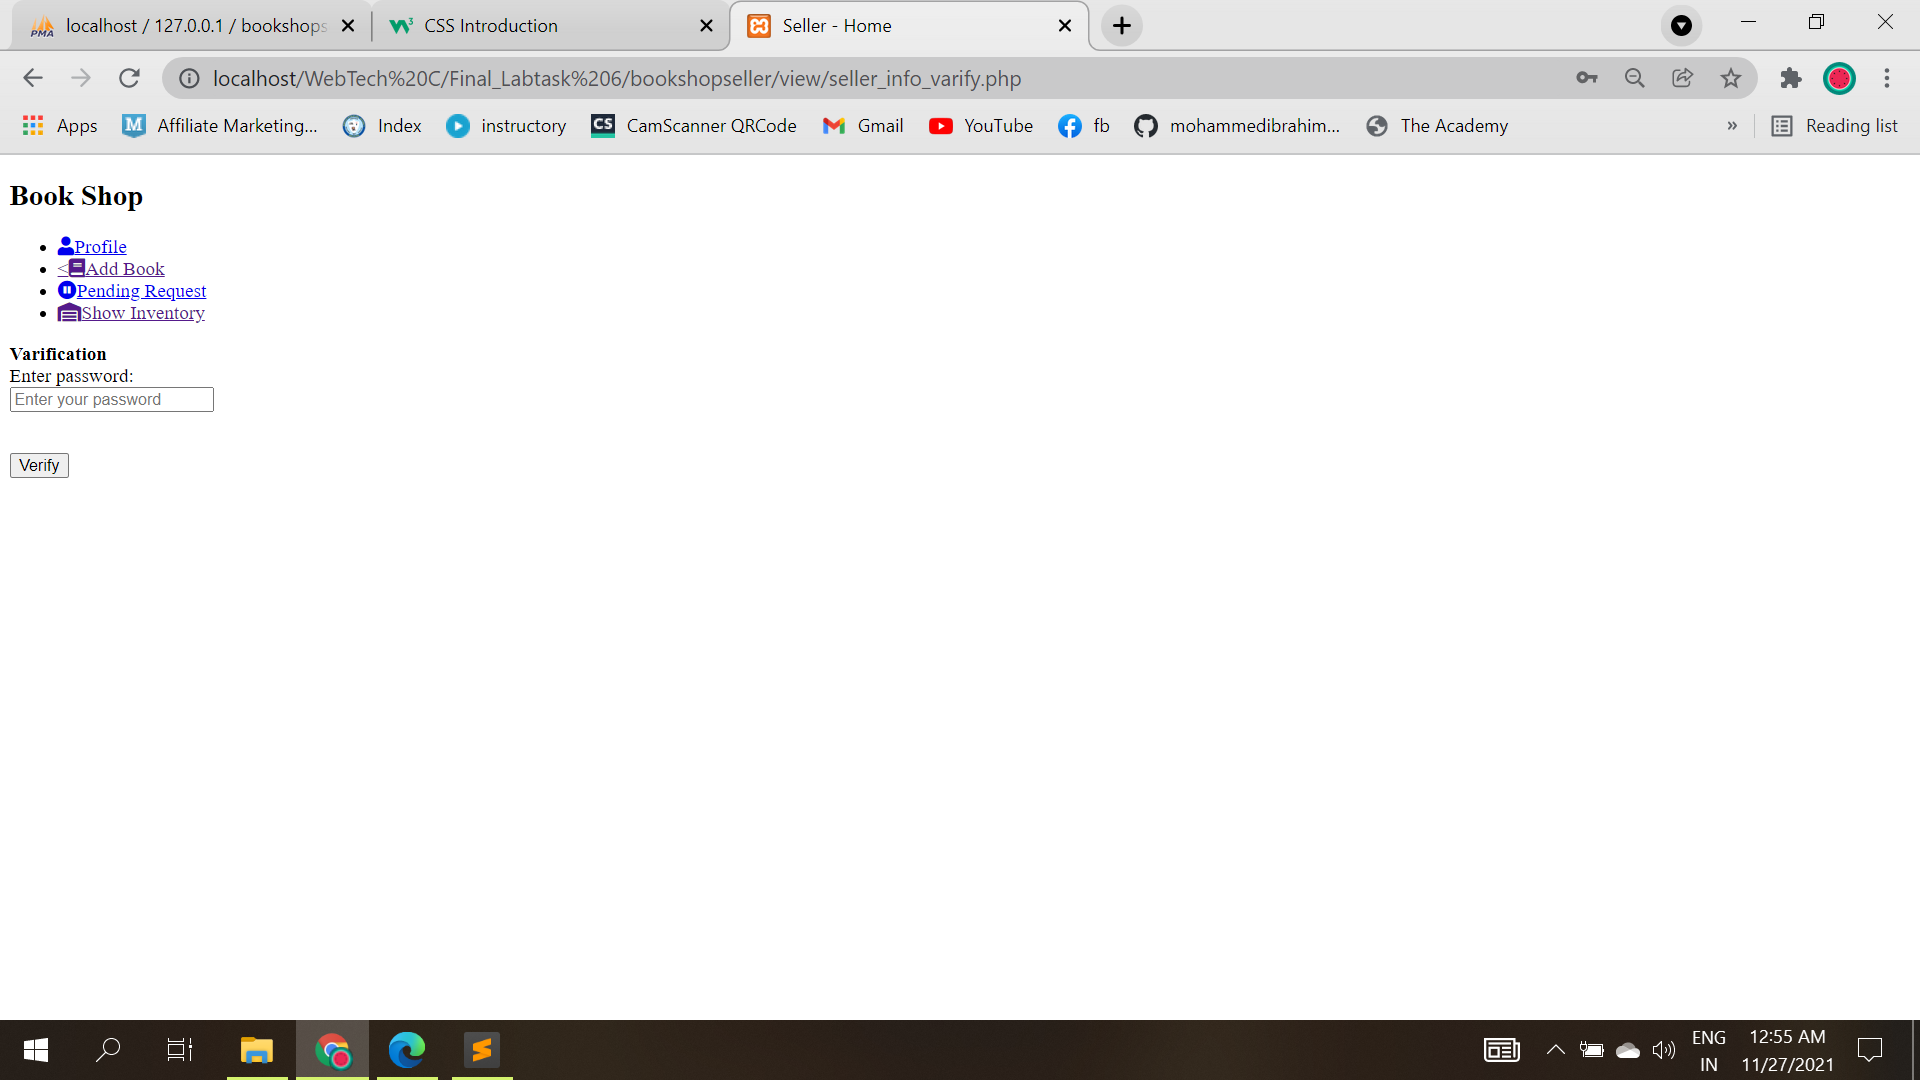 localhost / 127.0.0.1 / bookshops
CSS Introduction
Seller - Home
localhost/WebTech%20C/Final_Labtask%206/bookshopseller/view/seller_info_varify.php
Apps
Affiliate Marketing...
Index
instructory
CS
CamScanner QRCode
Gmail
YouTube
fb
mohammedibrahim...
The Academy
»
Reading list
Book Shop
Profile
<Add Book
Pending Request
Show Inventory
Varification
Enter password:
Enter your password
Verify
ENG
IN
12:55 AM
11/27/2021